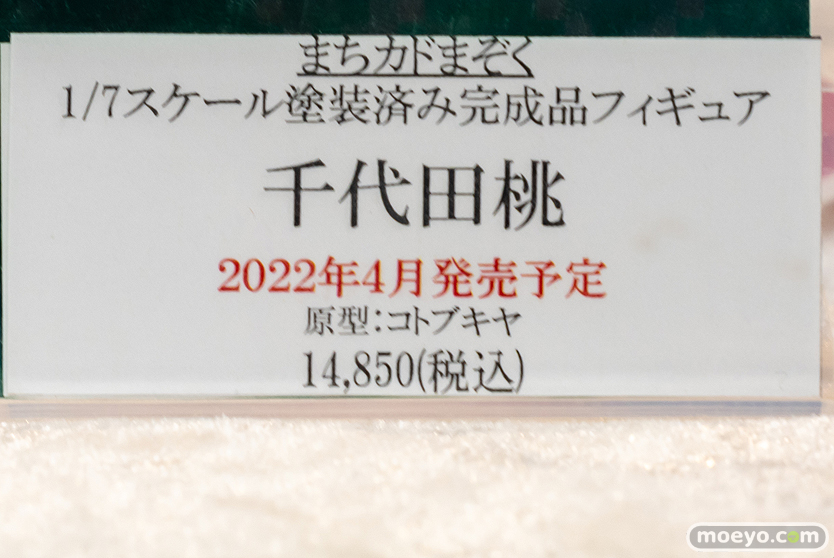 まちカドまぞく
1/7スケール塗装済み完成品フィギュア
千代田桃
2022年4月発売予定
原型:コトブキヤ
14,850(税込)
moeyo.com